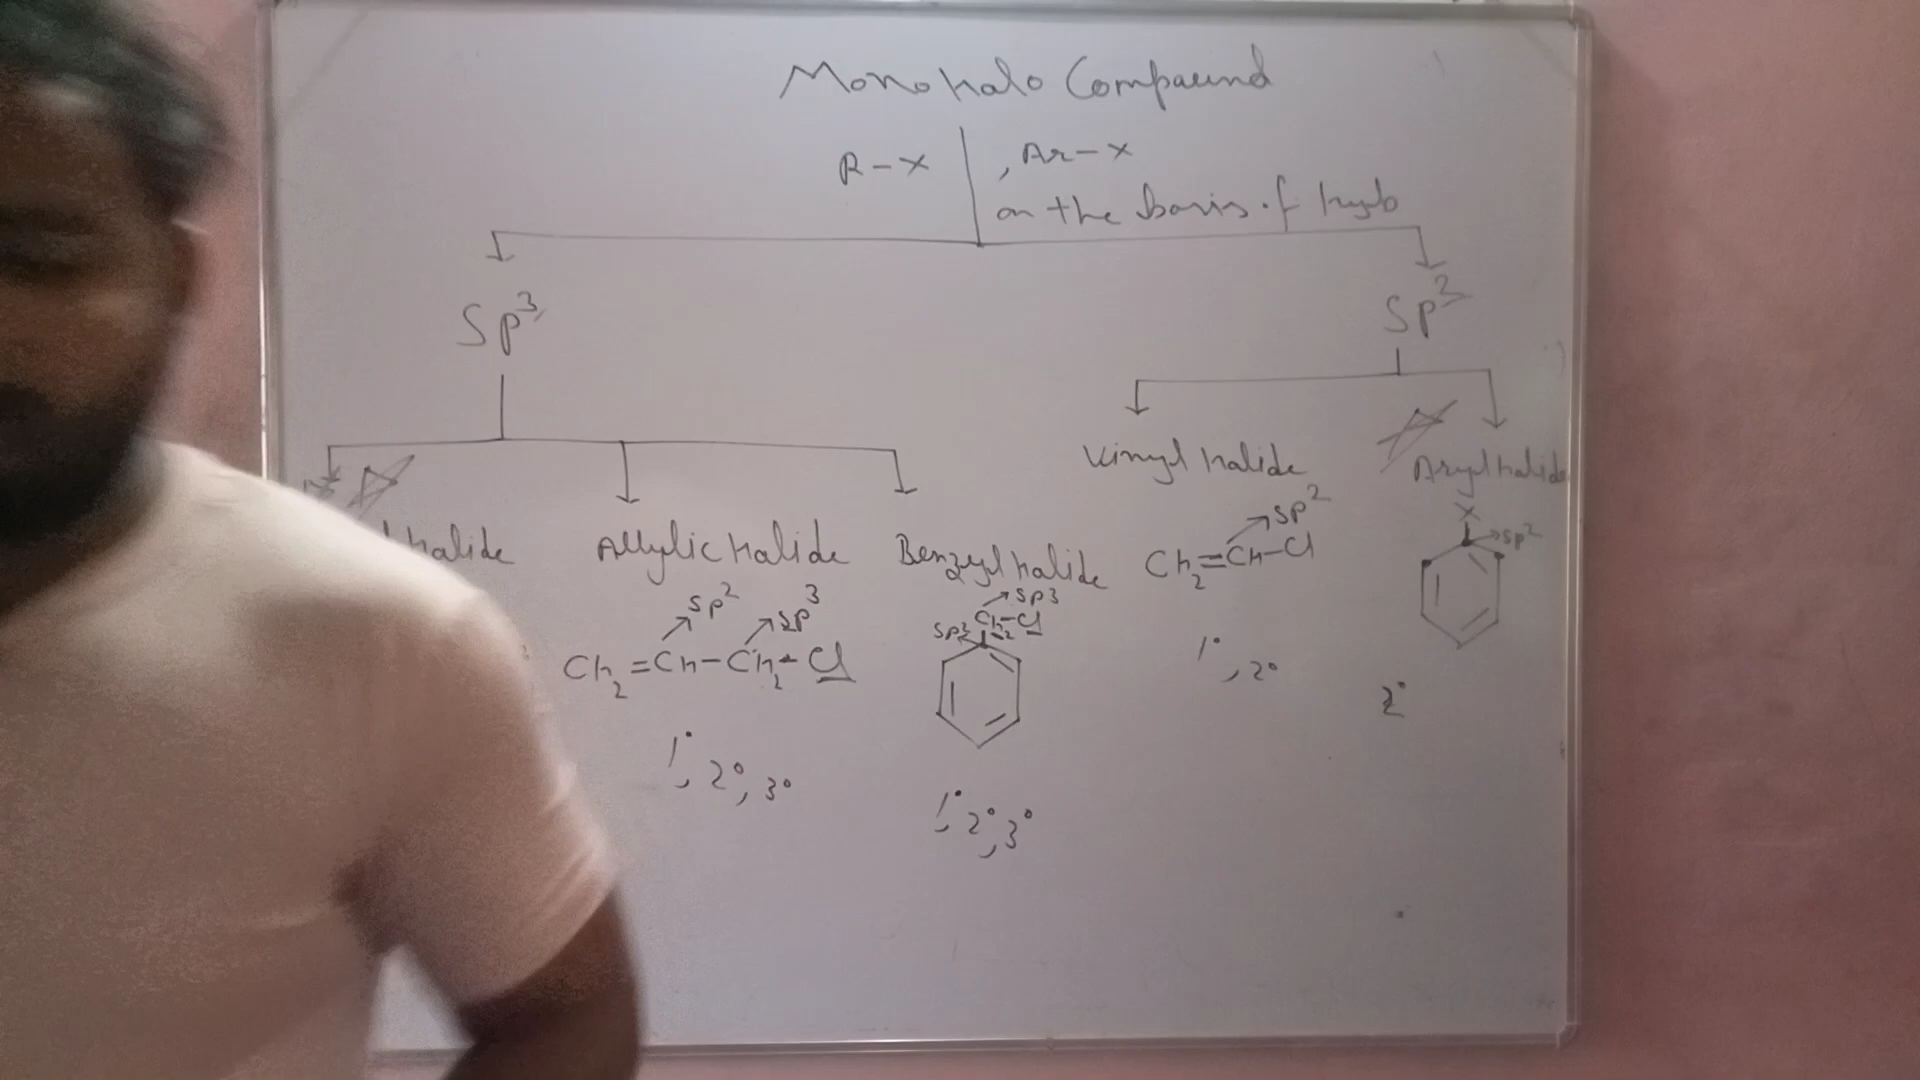 Monohalo Compound
R-X , Ar-X
on the basis of hyb
Sp3 Sp2
halide Allylic halide Benzyl halide Vinyl halide Aryl halide
sp2 sp3
CH2=CH-CH2-Cl
1°, 2°, 3°
sp3
CH2-Cl
sp2
1°, 2°, 3°
sp2
CH2=CH-Cl
1°, 2°
X
sp2
2°